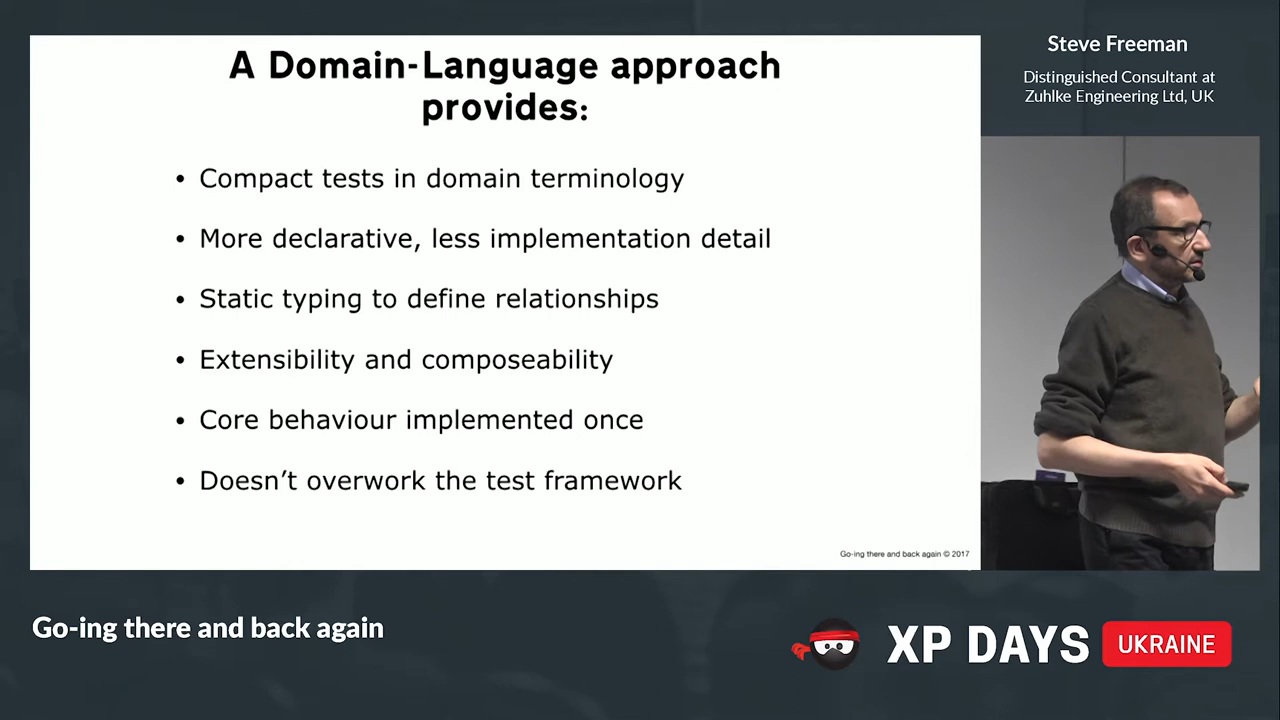 A Domain-Language approach
provides:
• Compact tests in domain terminology
• More declarative, less implementation detail
• Static typing to define relationships
• Extensibility and composeability
• Core behaviour implemented once
• Doesn’t overwork the test framework
Go-ing there and back again © 2017
Steve Freeman
Distinguished Consultant at
Zuhlke Engineering Ltd, UK
Go-ing there and back again
XP DAYS UKRAINE